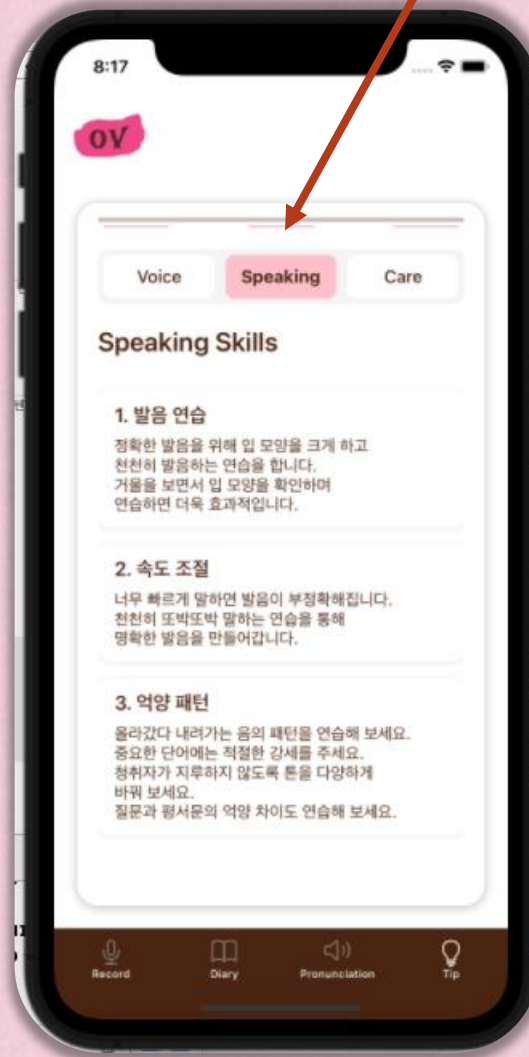 8:17
ov
Voice
Speaking
Care
Speaking Skills
1. 발음 연습
정확한 발음을 위해 입 모양을 크게 하고
천천히 발음하는 연습을 합니다.
거울을 보면서 입 모양을 확인하며
연습하면 더욱 효과적입니다.
2. 속도 조절
너무 빠르게 말하면 발음이 부정확해집니다.
천천히 또박또박 말하는 연습을 통해
명확한 발음을 만들어갑니다.
3. 억양 패턴
올라갔다 내려가는 음의 패턴을 연습해 보세요.
중요한 단어에는 적절한 강세를 주세요.
청취자가 지루하지 않도록 톤을 다양하게
바꿔 보세요.
질문과 평서문의 억양 차이도 연습해 보세요.
Record
Diary
Pronunciation
Tip